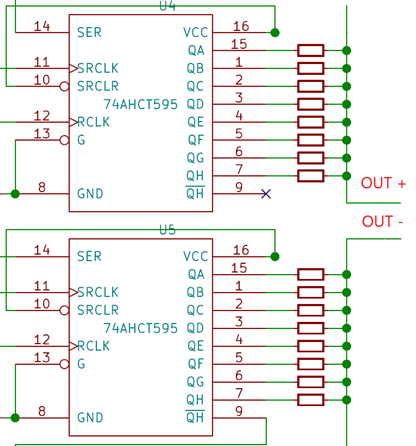 U4
14 SER VCC 16
QA 15
11 SRCLK QB 1
10 SRCLR QC 2
74AHCT595 QD 3
12 RCLK QE 4
13 G QF 5
QG 6
QH 7
8 GND QH 9
OUT +
OUT -
U5
14 SER VCC 16
QA 15
11 SRCLK QB 1
10 SRCLR QC 2
74AHCT595 QD 3
12 RCLK QE 4
13 G QF 5
QG 6
QH 7
8 GND QH 9